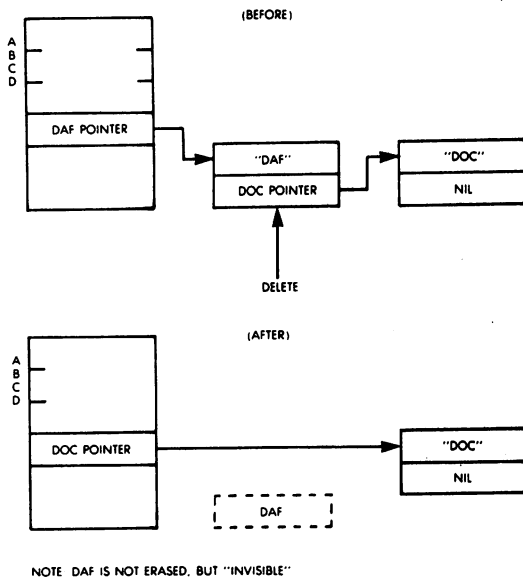 (BEFORE)
A
B
C
D
DAF POINTER
"DAF"
DOC POINTER
"DOC"
NIL
DELETE
(AFTER)
A
B
C
D
DOC POINTER
"DOC"
NIL
DAF
NOTE DAF IS NOT ERASED, BUT "INVISIBLE"